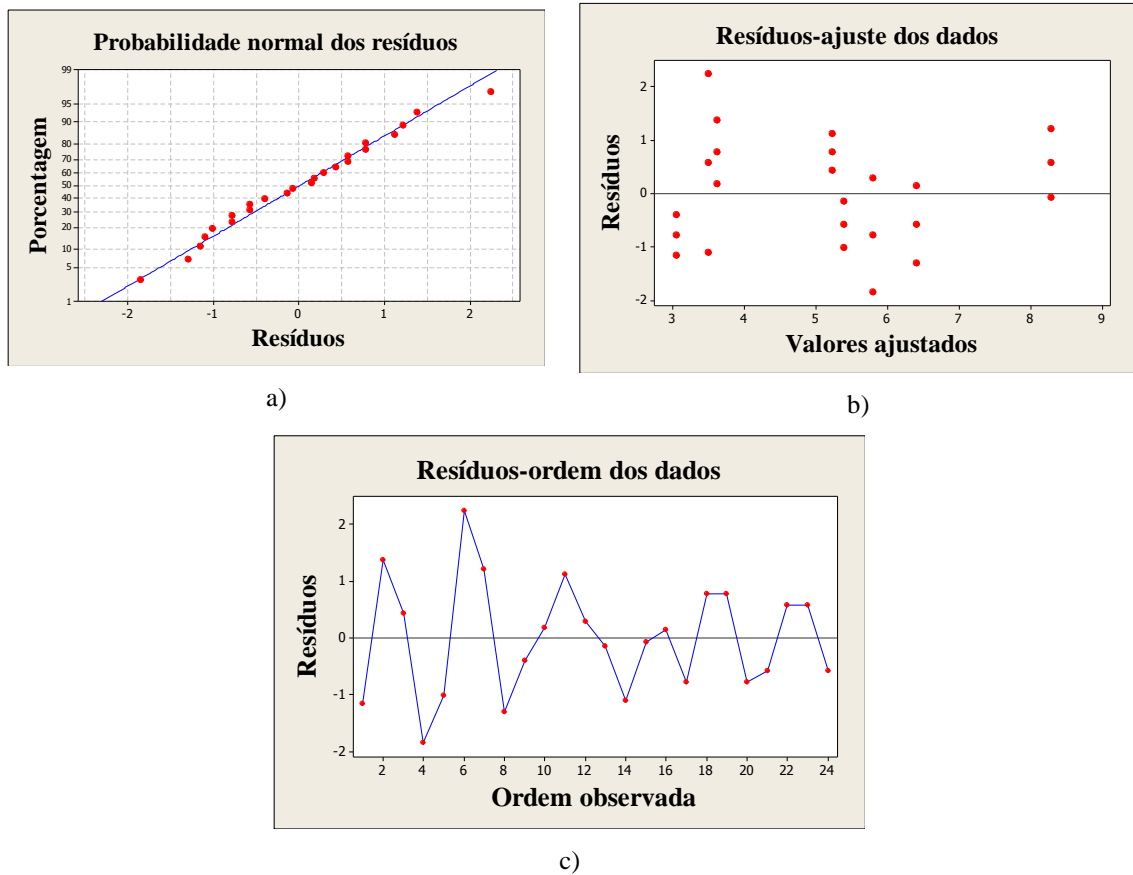 Probabilidade normal dos resíduos
Porcentagem
99
95
90
80
70
60
50
40
30
20
10
5
1
-2 -1 0 1 2
Resíduos
a)
Resíduos-ajuste dos dados
Resíduos
2
1
0
-1
-2
3 4 5 6 7 8 9
Valores ajustados
b)
Resíduos-ordem dos dados
Resíduos
2
1
0
-1
-2
2 4 6 8 10 12 14 16 18 20 22 24
Ordem observada
c)